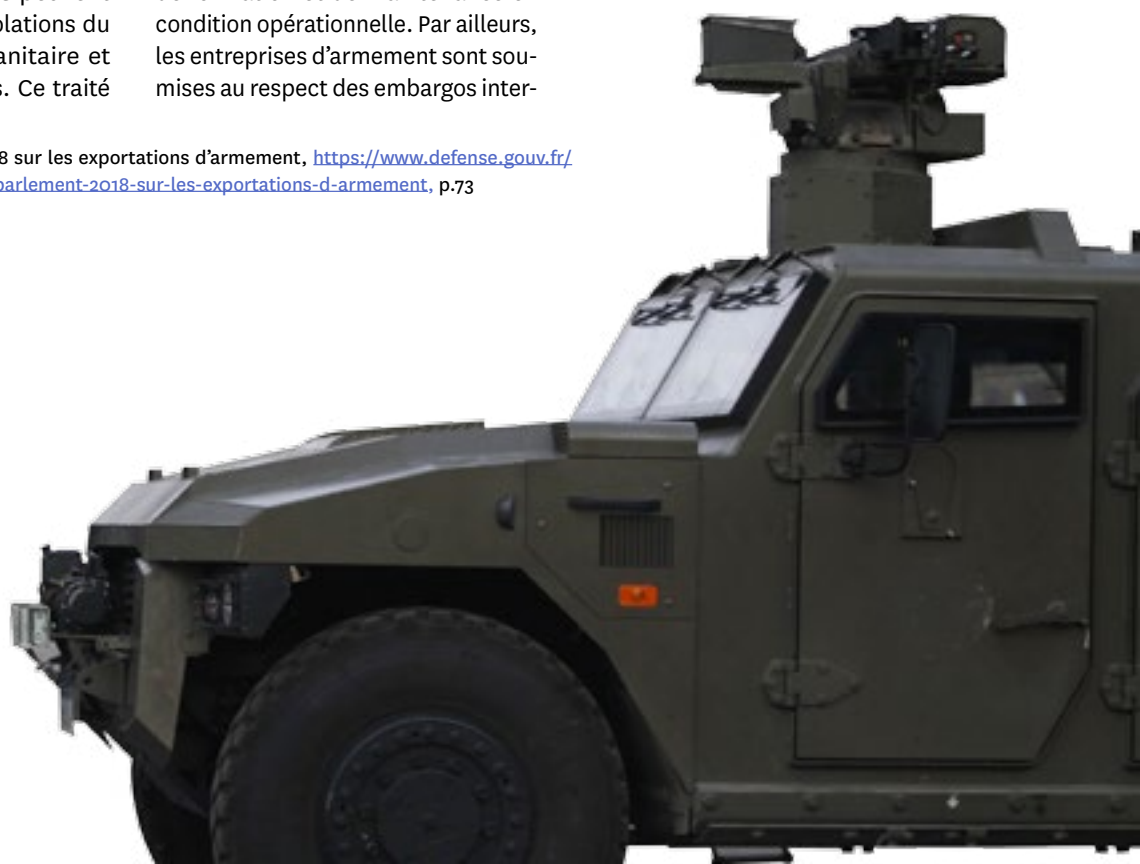 olations du
anitaire et
s. Ce traité
condition opérationnelle. Par ailleurs,
les entreprises d’armement sont sou-
mises au respect des embargos inter-
8 sur les exportations d’armement, https://www.defense.gouv.fr/
parlement-2018-sur-les-exportations-d-armement, p.73